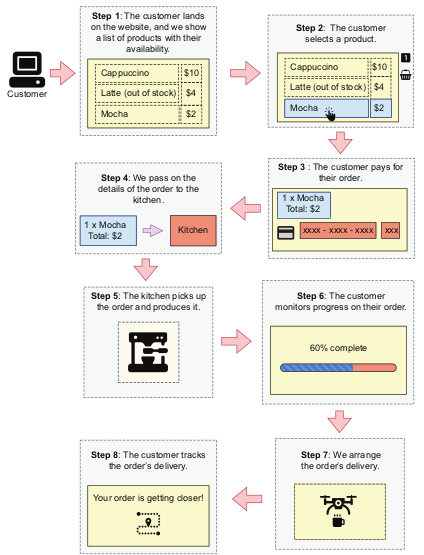 Customer
Step 1: The customer lands
on the website, and we show
a list of products with their
availability.
Cappuccino $10
Latte (out of stock) $4
Mocha $2
Step 2: The customer
selects a product.
1
Cappuccino $10
Latte (out of stock) $4
Mocha $2
Step 3 : The customer pays for
their order.
1 x Mocha
Total: $2
xxxx - xxxx - xxxx xxx
Step 4: We pass on the
details of the order to the
kitchen.
1 x Mocha
Total: $2
Kitchen
Step 5: The kitchen picks up
the order and produces it.
Step 6: The customer
monitors progress on their order.
60% complete
Step 7: We arrange
the order's delivery.
Step 8: The customer tracks
the order's delivery.
Your order is getting closer!